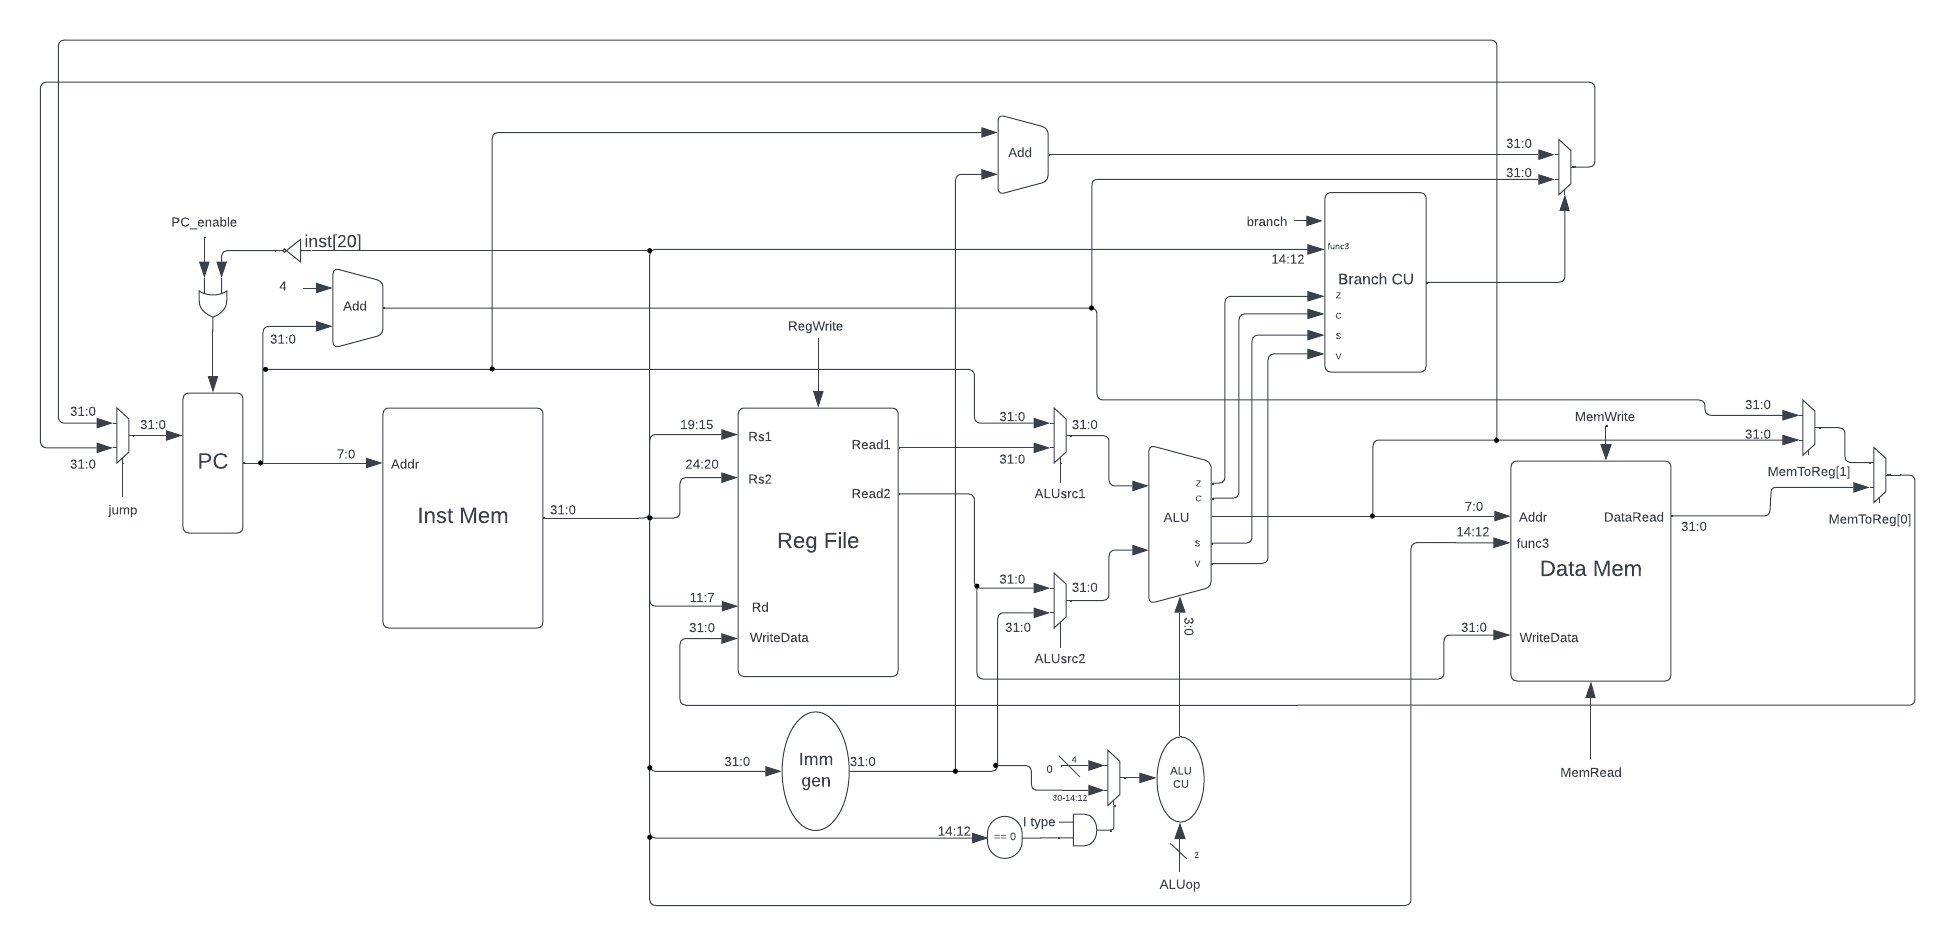 Add
31:0
31:0
PC_enable
inst[20]
branch
func3
14:12
Branch CU
4
Add
31:0
Z
C
S
V
RegWrite
31:0
31:0
31:0
jump
PC
7:0
Addr
Inst Mem
31:0
19:15
24:20
11:7
31:0
Rs1
Rs2
Rd
WriteData
Read1
Read2
Reg File
31:0
31:0
31:0
ALUsrc1
31:0
31:0
31:0
ALUsrc2
Z
C
ALU
S
V
3:0
MemWrite
31:0
31:0
MemToReg[1]
MemToReg[0]
7:0
14:12
31:0
Addr
func3
DataRead
31:0
Data Mem
WriteData
MemRead
31:0
Imm
gen
31:0
0
4
30-14:12
ALU
CU
14:12
== 0
I type
2
ALUop